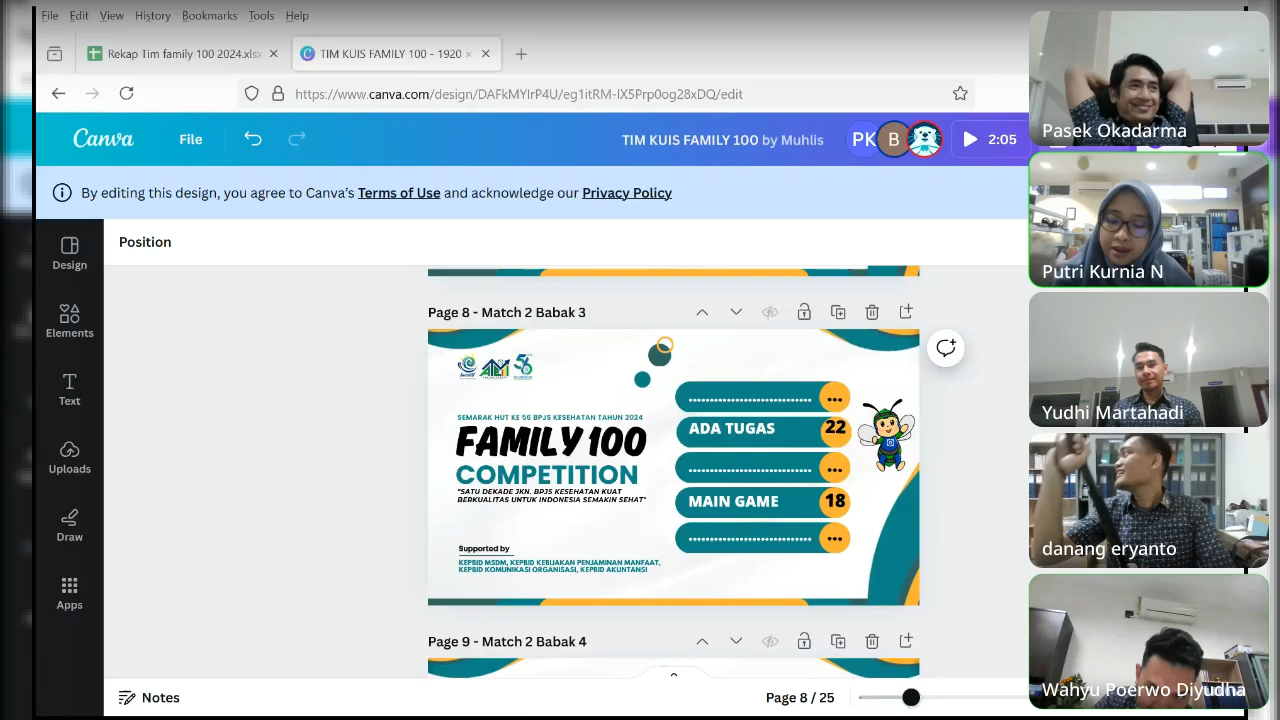 File Edit View History Bookmarks Tools Help
Rekap Tim family 100 2024.xls
TIM KUIS FAMILY 100 - 1920 ×
https://www.canva.com/design/DAFkMYIrP4U/eg1itRM-IX5Prp0og28xDQ/edit
Canva File TIM KUIS FAMILY 100 by Muhlis PK B 2:05
By editing this design, you agree to Canva's Terms of Use and acknowledge our Privacy Policy
Position
Design
Elements
Text
Uploads
Draw
Apps
Page 8 - Match 2 Babak 3
56
SEMARAK HUT KE 56 BPJS KESEHATAN TAHUN 2024
FAMILY 100
COMPETITION
"SATU DEKADE JKN. BPJS KESEHATAN KUAT
BERKUALITAS UNTUK INDONESIA SEMAKIN SEHAT"
Supported by
KEPBID MSDM, KEPBID KEBIJAKAN PENJAMINAN MANFAAT,
KEPBID KOMUNIKASI ORGANISASI, KEPBID AKUNTANSI
.............................. ...
ADA TUGAS 22
.............................. ...
MAIN GAME 18
.............................. ...
Page 9 - Match 2 Babak 4
Notes
Page 8 / 25
Pasek Okadarma
Putri Kurnia N
Yudhi Martahadi
danang eryanto
Wahyu Poerwo Diyudha